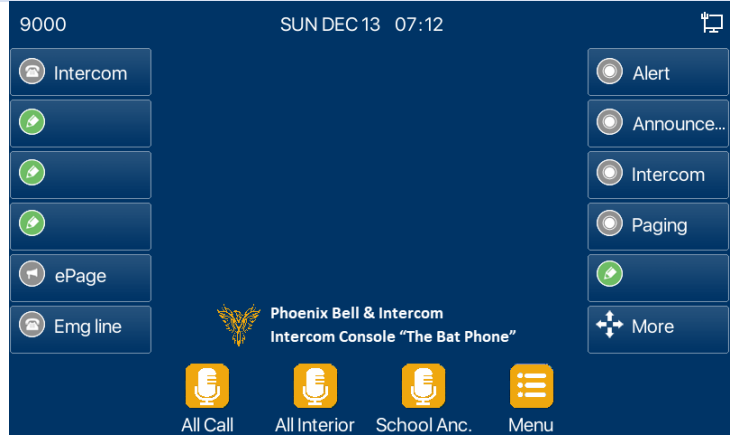 9000 SUN DEC 13 07:12
Intercom
ePage
Emg line
Alert
Announce...
Intercom
Paging
More
Phoenix Bell & Intercom
Intercom Console “The Bat Phone”
All Call All Interior School Anc. Menu